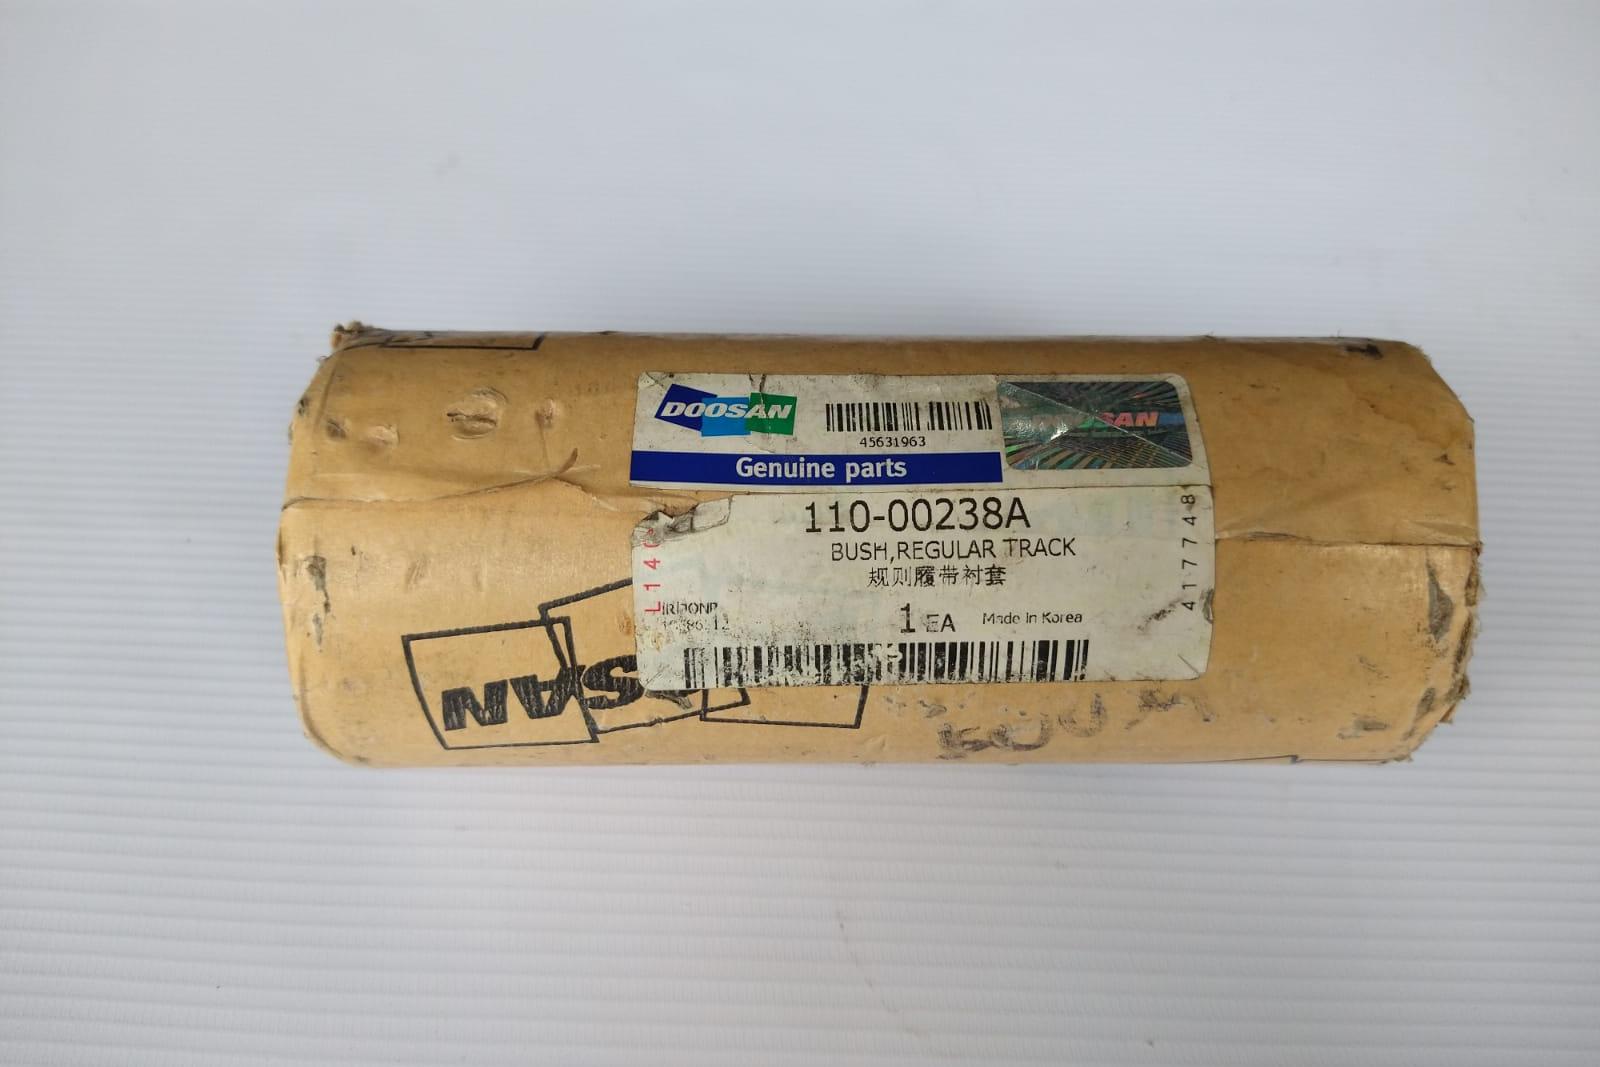 DOOSAN
45631963
Genuine parts
110-00238A
BUSH,REGULAR TRACK
规则履带衬套
1 EA Made In Korea
4177748